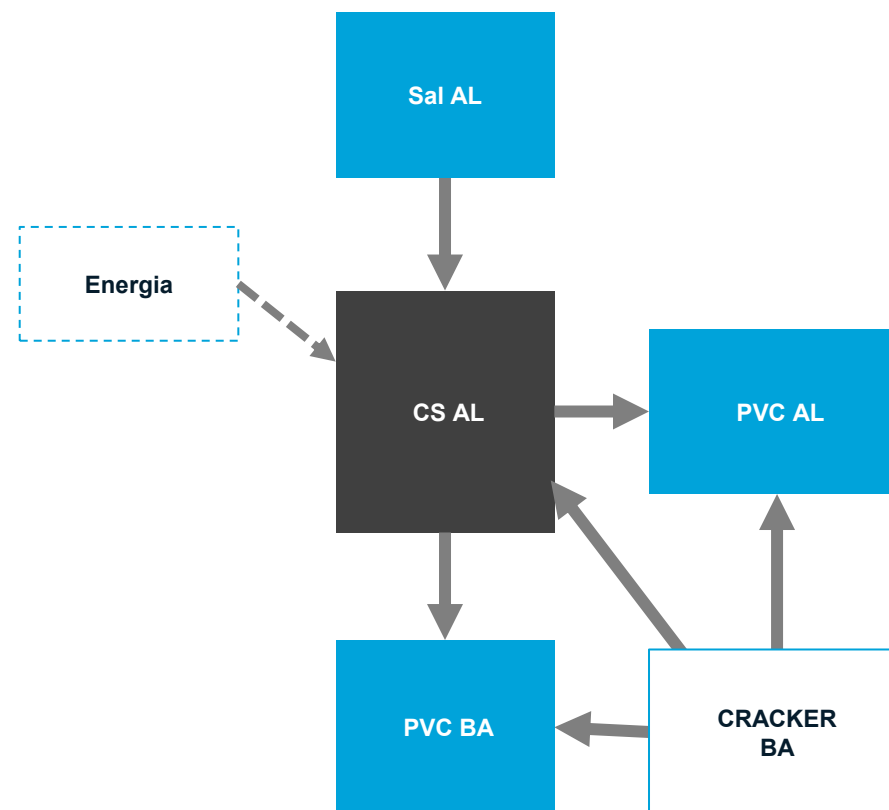 Sal AL
Energia
CS AL
PVC AL
PVC BA
CRACKER
BA